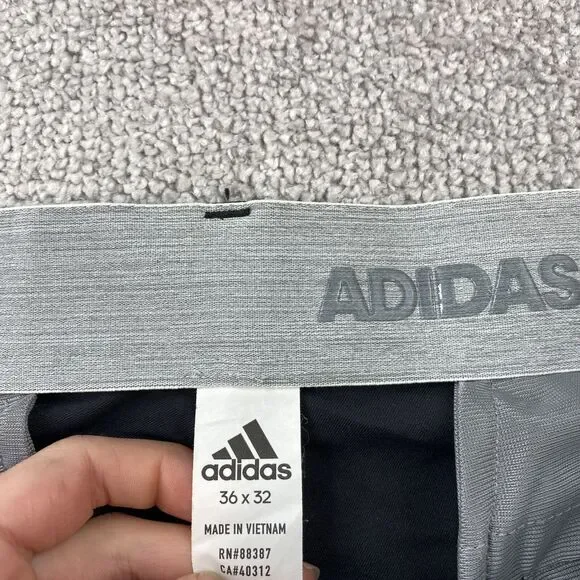 ADIDAS
adidas
36 x 32
MADE IN VIETNAM
RN#88387
CA#40312